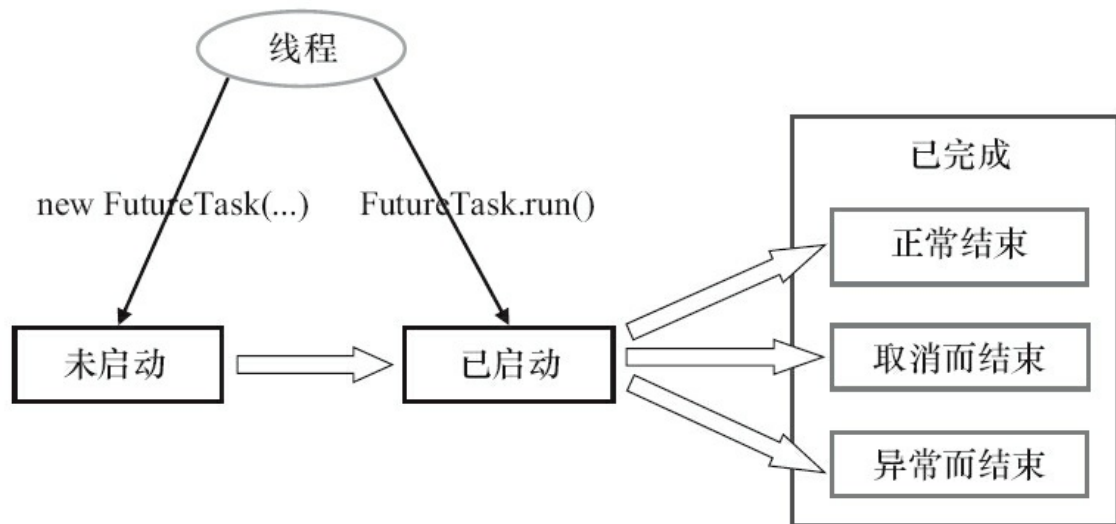 线程
new FutureTask(...)
FutureTask.run()
已完成
正常结束
未启动
已启动
取消而结束
异常而结束